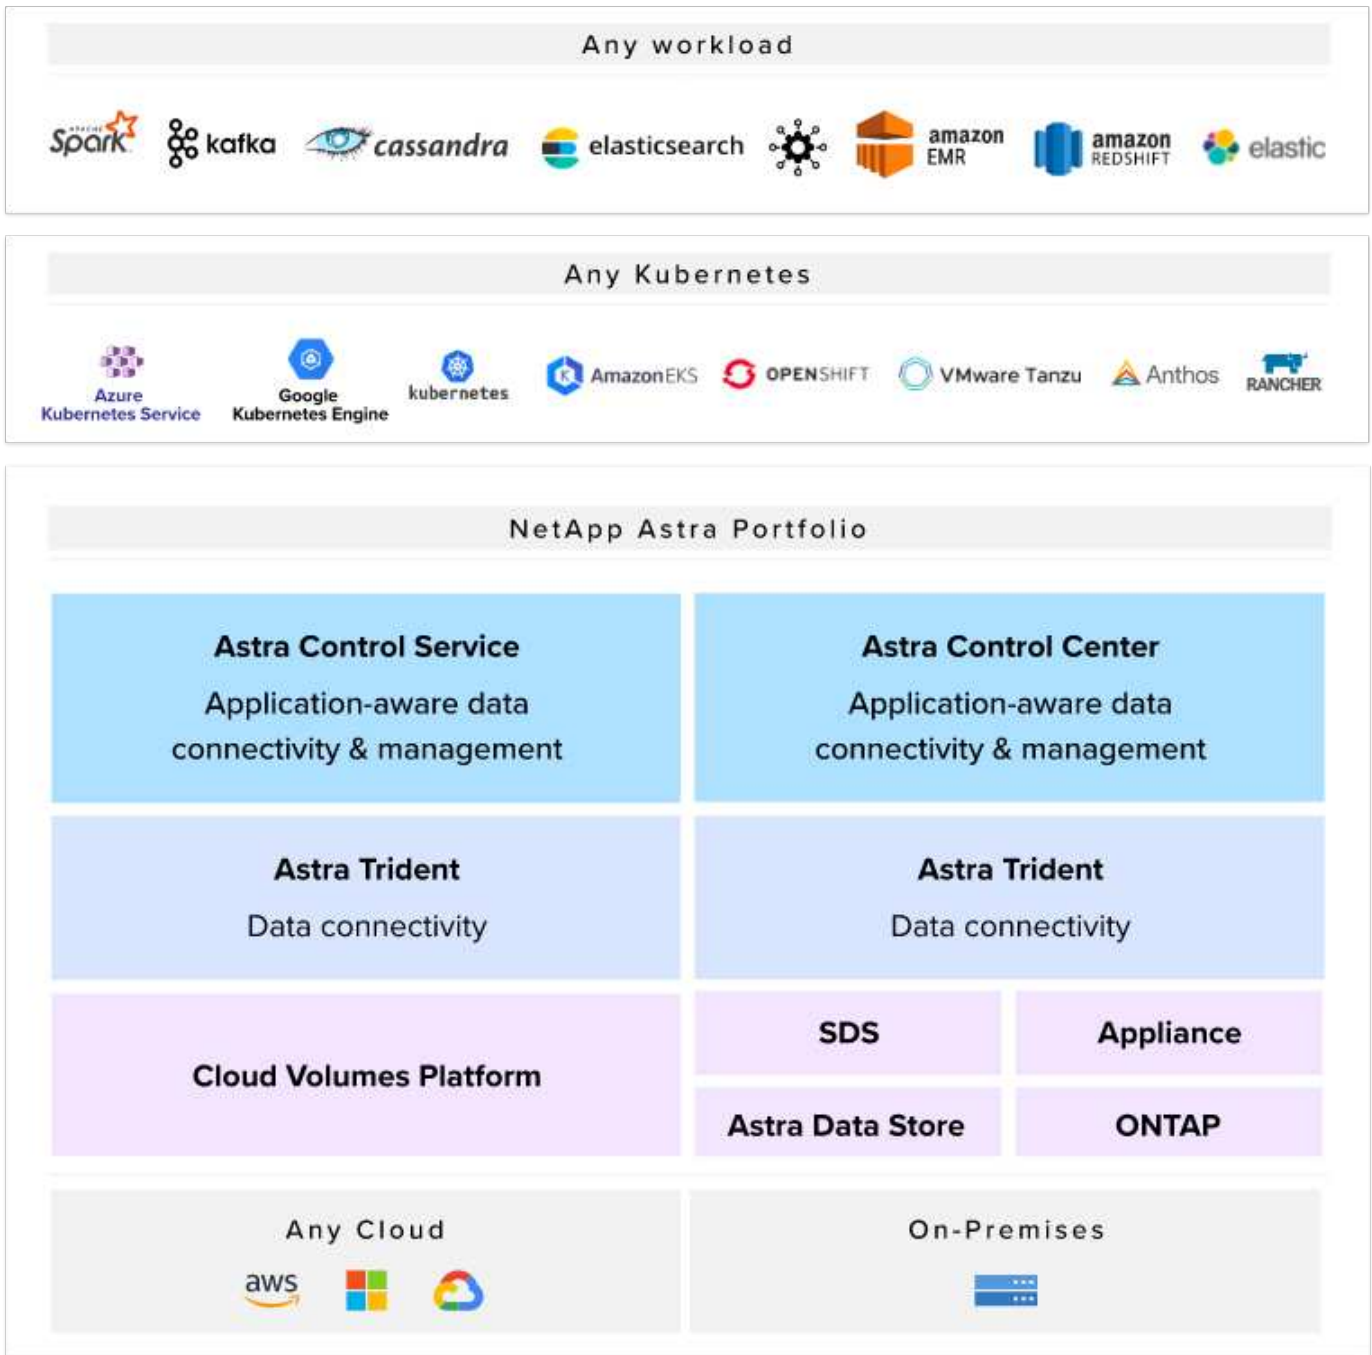 Any workload
APACHE
Spark
kafka
cassandra
elasticsearch
amazon
EMR
amazon
REDSHIFT
elastic
Any Kubernetes
Azure
Kubernetes Service
Google
Kubernetes Engine
kubernetes
AmazonEKS
OPENSHIFT
VMware Tanzu
Anthos
RANCHER
NetApp Astra Portfolio
Astra Control Service
Application-aware data
connectivity & management
Astra Control Center
Application-aware data
connectivity & management
Astra Trident
Data connectivity
Astra Trident
Data connectivity
Cloud Volumes Platform
SDS
Appliance
Astra Data Store
ONTAP
Any Cloud
aws
On-Premises